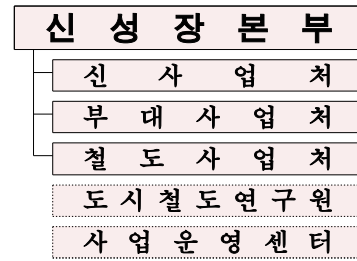 신 성 장 본 부
신 사 업 처
부 대 사 업 처
철 도 사 업 처
도 시 철 도 연 구 원
사 업 운 영 센 터